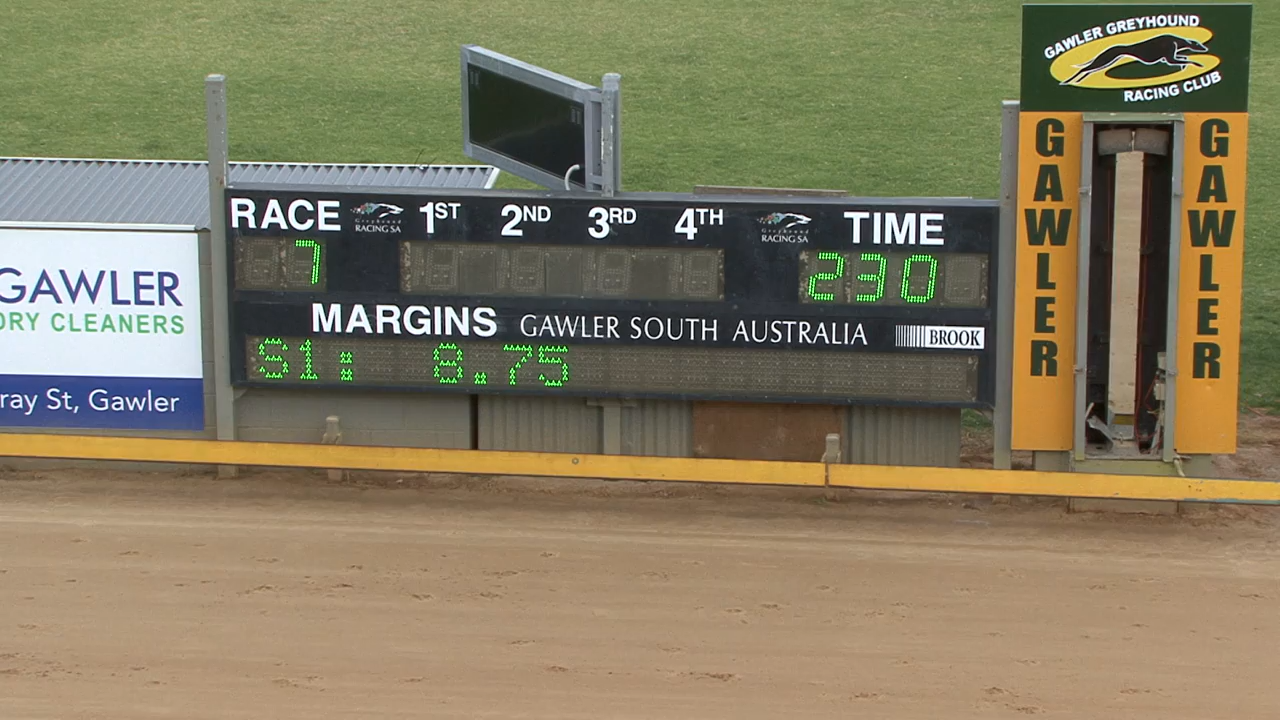 GAWLER GREYHOUND
RACING CLUB
GAWLER
GAWLER
RACE
Greyhound
RACING SA
1ST
2ND
3RD
4TH
Greyhound
RACING SA
TIME
7
230
MARGINS
GAWLER SOUTH AUSTRALIA
BROOK
S1: 8.75
GAWLER
DRY CLEANERS
ray St, Gawler